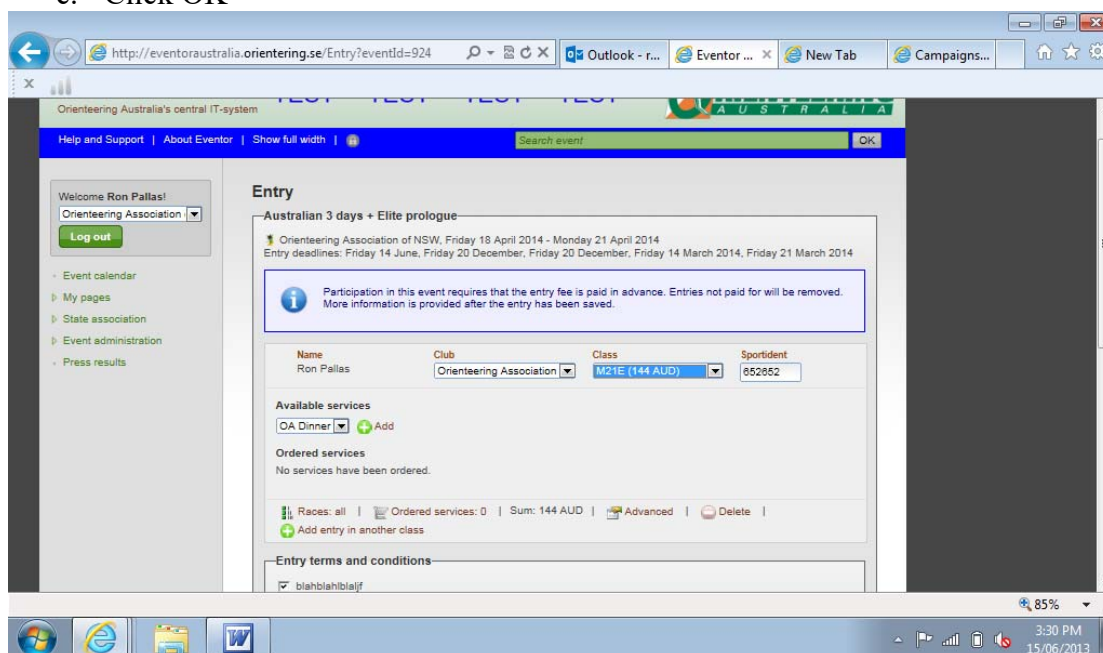 Click OK
http://eventoraustralia.orientering.se/Entry?eventId=924
Outlook - r...
Eventor ...
New Tab
Campaigns...
x
Orienteering Australia's central IT-system
TEST TEST TEST TEST
AUSTRALIA
Help and Support | About Eventor | Show full width |
Search event
OK
Welcome Ron Pallas!
Orienteering Association
Log out
Event calendar
My pages
State association
Event administration
Press results
Entry
Australian 3 days + Elite prologue
Orienteering Association of NSW, Friday 18 April 2014 - Monday 21 April 2014
Entry deadlines: Friday 14 June, Friday 20 December, Friday 20 December, Friday 14 March 2014, Friday 21 March 2014
Participation in this event requires that the entry fee is paid in advance. Entries not paid for will be removed.
More information is provided after the entry has been saved.
Name Club Class Sportident
Ron Pallas Orienteering Association M21E (144 AUD) 652652
Available services
OA Dinner Add
Ordered services
No services have been ordered.
Races: all | Ordered services: 0 | Sum: 144 AUD | Advanced | Delete |
Add entry in another class
Entry terms and conditions
blahblahblaljf
85%
3:30 PM
15/06/2013